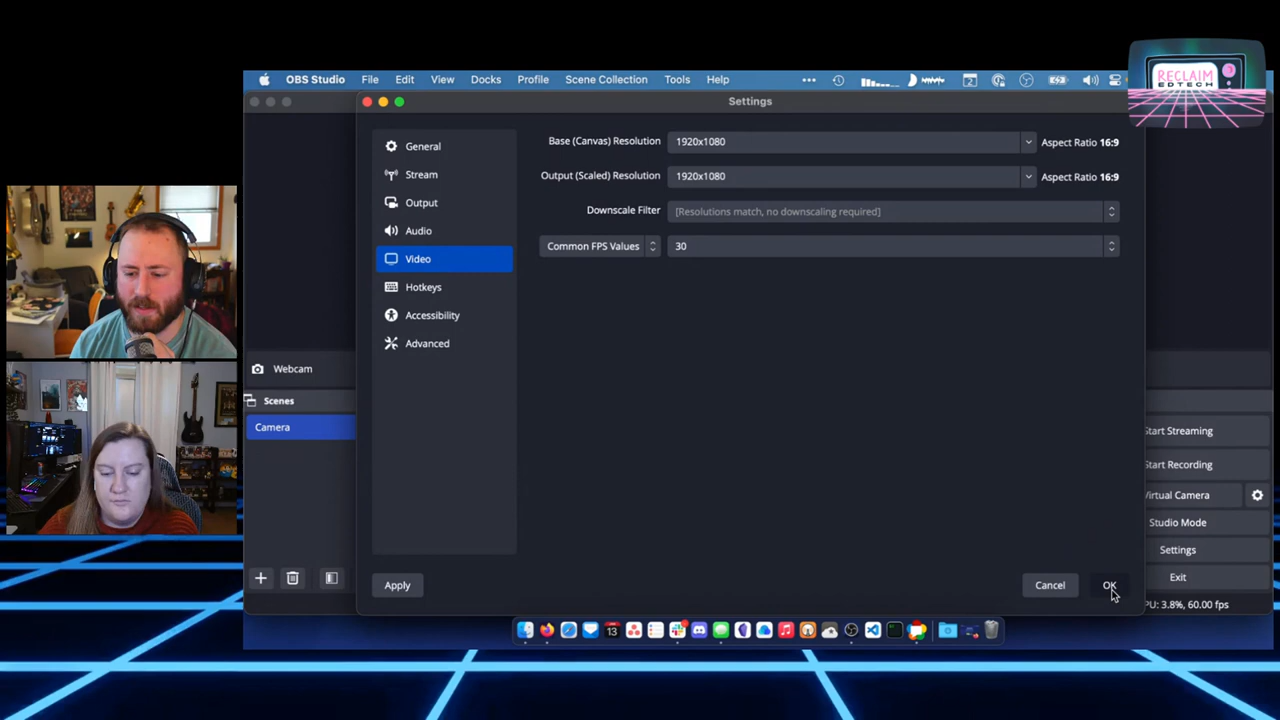 RECLAIM
EDTECH
OBS Studio File Edit View Docks Profile Scene Collection Tools Help
Settings
General
Stream
Output
Audio
Video
Hotkeys
Accessibility
Advanced
Base (Canvas) Resolution 1920x1080 Aspect Ratio 16:9
Output (Scaled) Resolution 1920x1080 Aspect Ratio 16:9
Downscale Filter [Resolutions match, no downscaling required]
Common FPS Values 30
Webcam
Scenes
Camera
Start Streaming
Start Recording
Virtual Camera
Studio Mode
Settings
Exit
PU: 3.8%, 60.00 fps
Apply
Cancel
OK
13